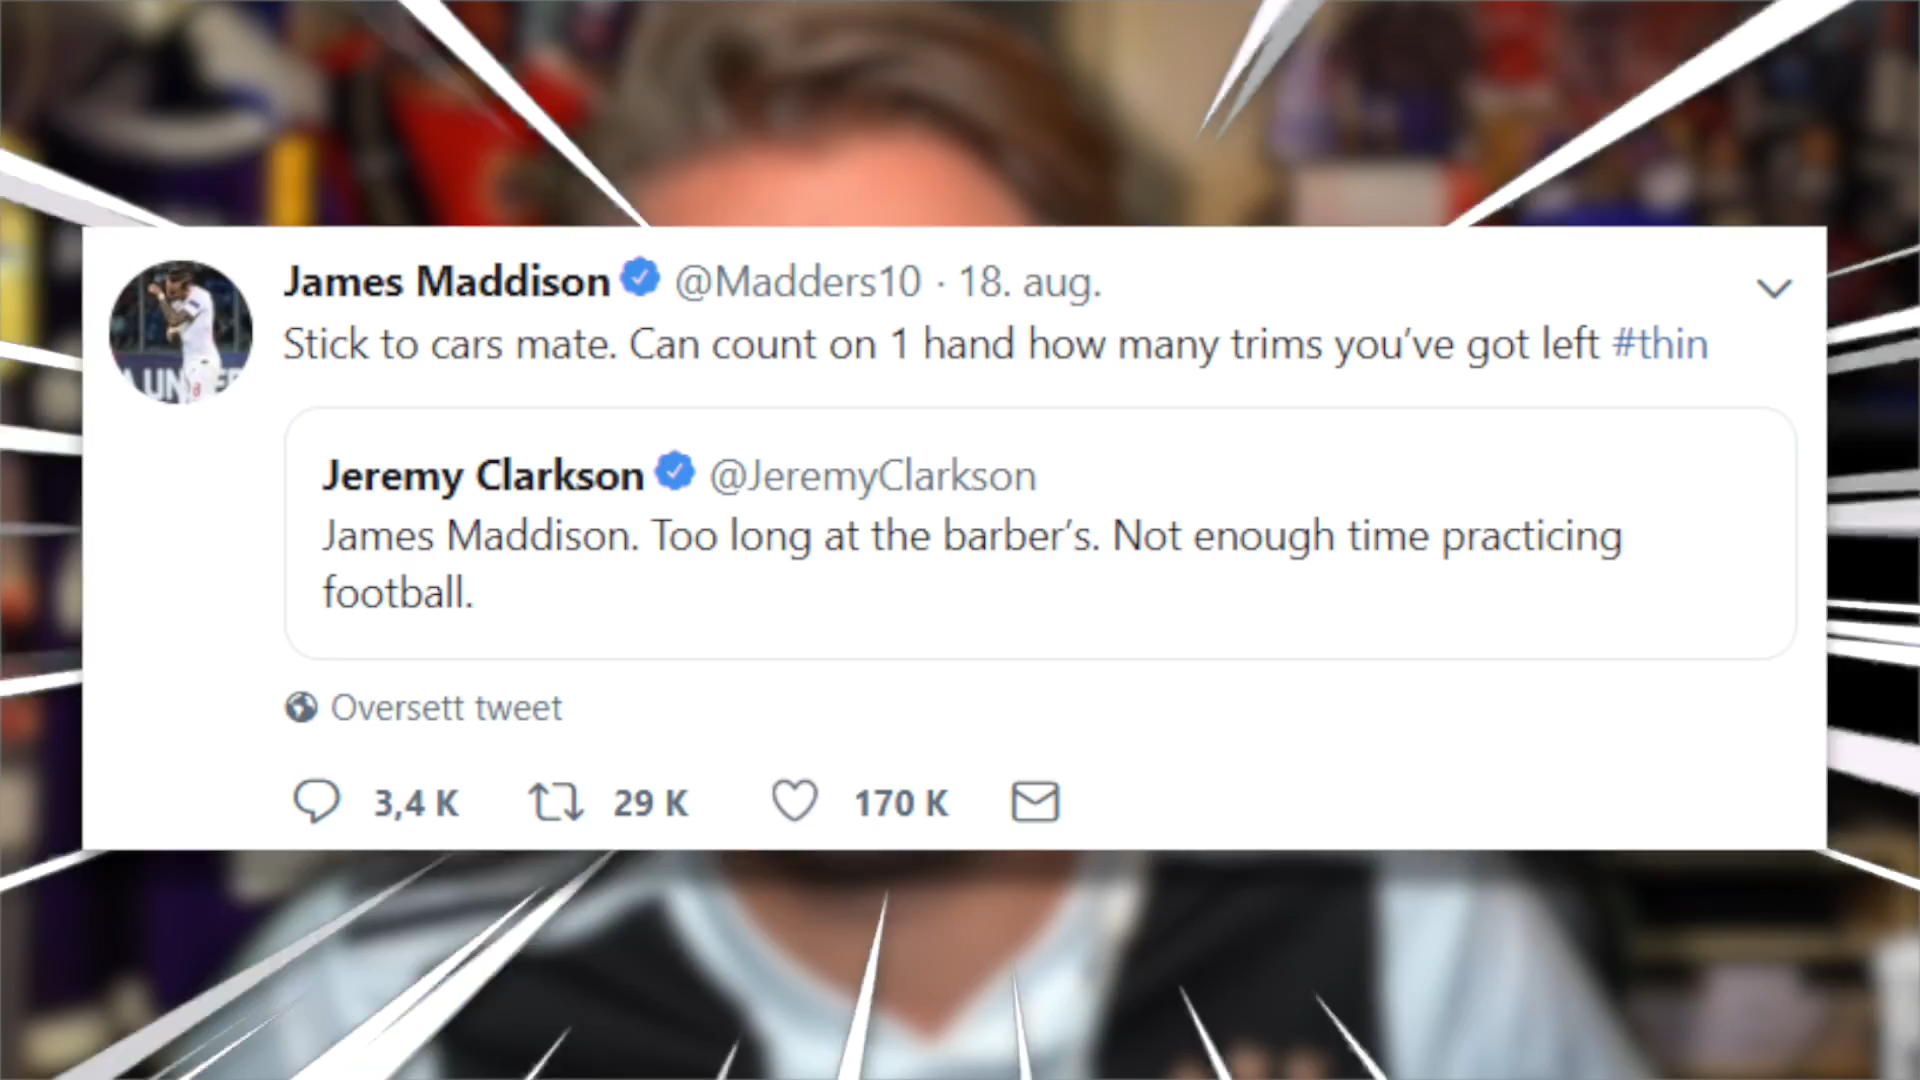 James Maddison @Madders10 · 18. aug.
Stick to cars mate. Can count on 1 hand how many trims you've got left #thin
Jeremy Clarkson @JeremyClarkson
James Maddison. Too long at the barber's. Not enough time practicing
football.
Oversett tweet
3,4 K 29 K 170 K